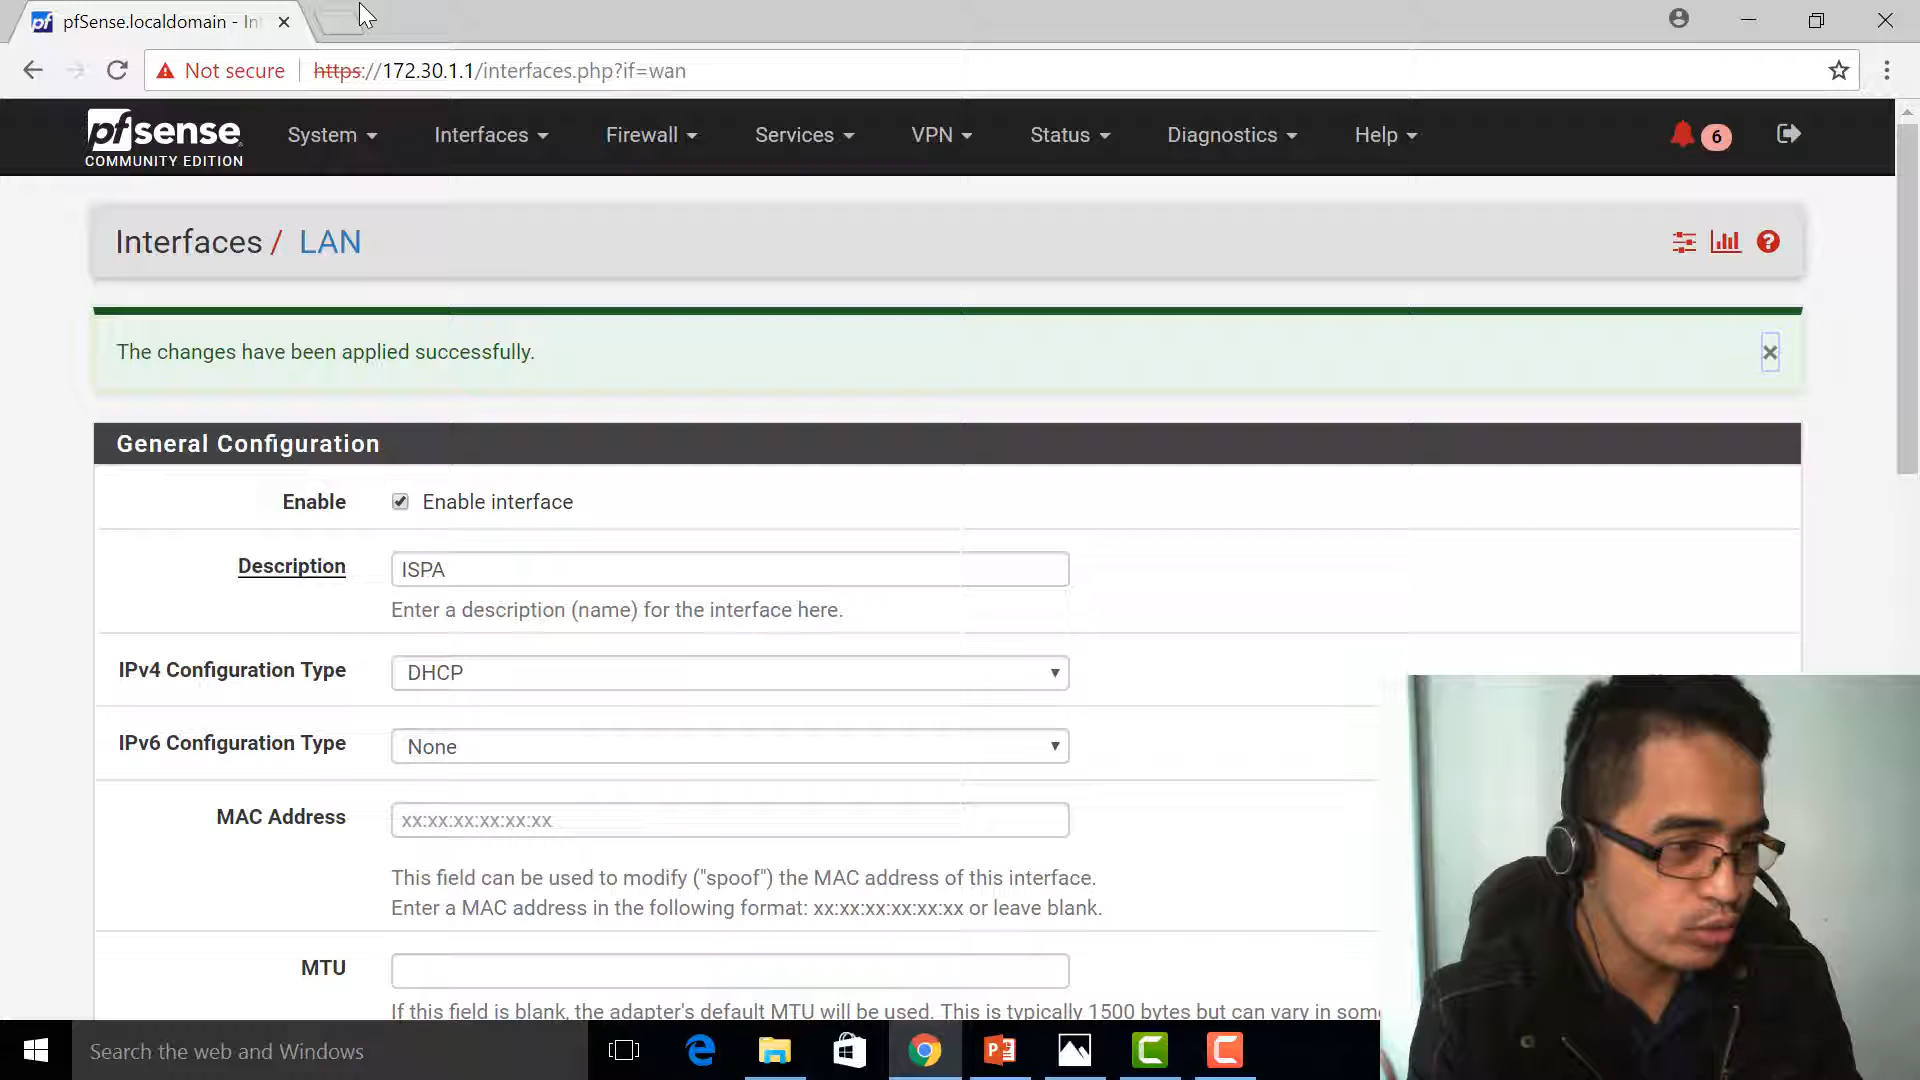 pfSense.localdomain - Int
Not secure https://172.30.1.1/interfaces.php?if=wan
pfsense
COMMUNITY EDITION
System Interfaces Firewall Services VPN Status Diagnostics Help 6
Interfaces / LAN
The changes have been applied successfully.
General Configuration
Enable Enable interface
Description ISPA
Enter a description (name) for the interface here.
IPv4 Configuration Type DHCP
IPv6 Configuration Type None
MAC Address xx:xx:xx:xx:xx:xx
This field can be used to modify ("spoof") the MAC address of this interface.
Enter a MAC address in the following format: xx:xx:xx:xx:xx:xx or leave blank.
MTU
If this field is blank, the adapter's default MTU will be used. This is typically 1500 bytes but can vary in some
Search the web and Windows